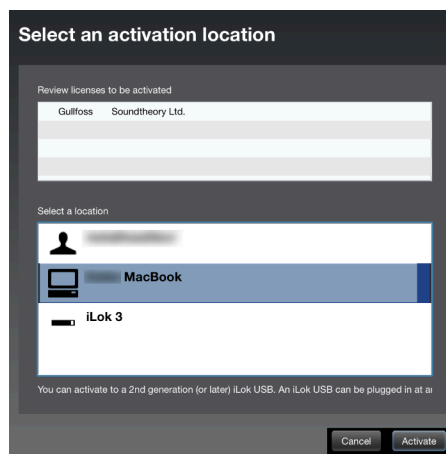 Select an activation location
Review licenses to be activated
Gullfoss Soundtheory Ltd.
Select a location
MacBook
iLok 3
You can activate to a 2nd generation (or later) iLok USB. An iLok USB can be plugged in at
Cancel Activate